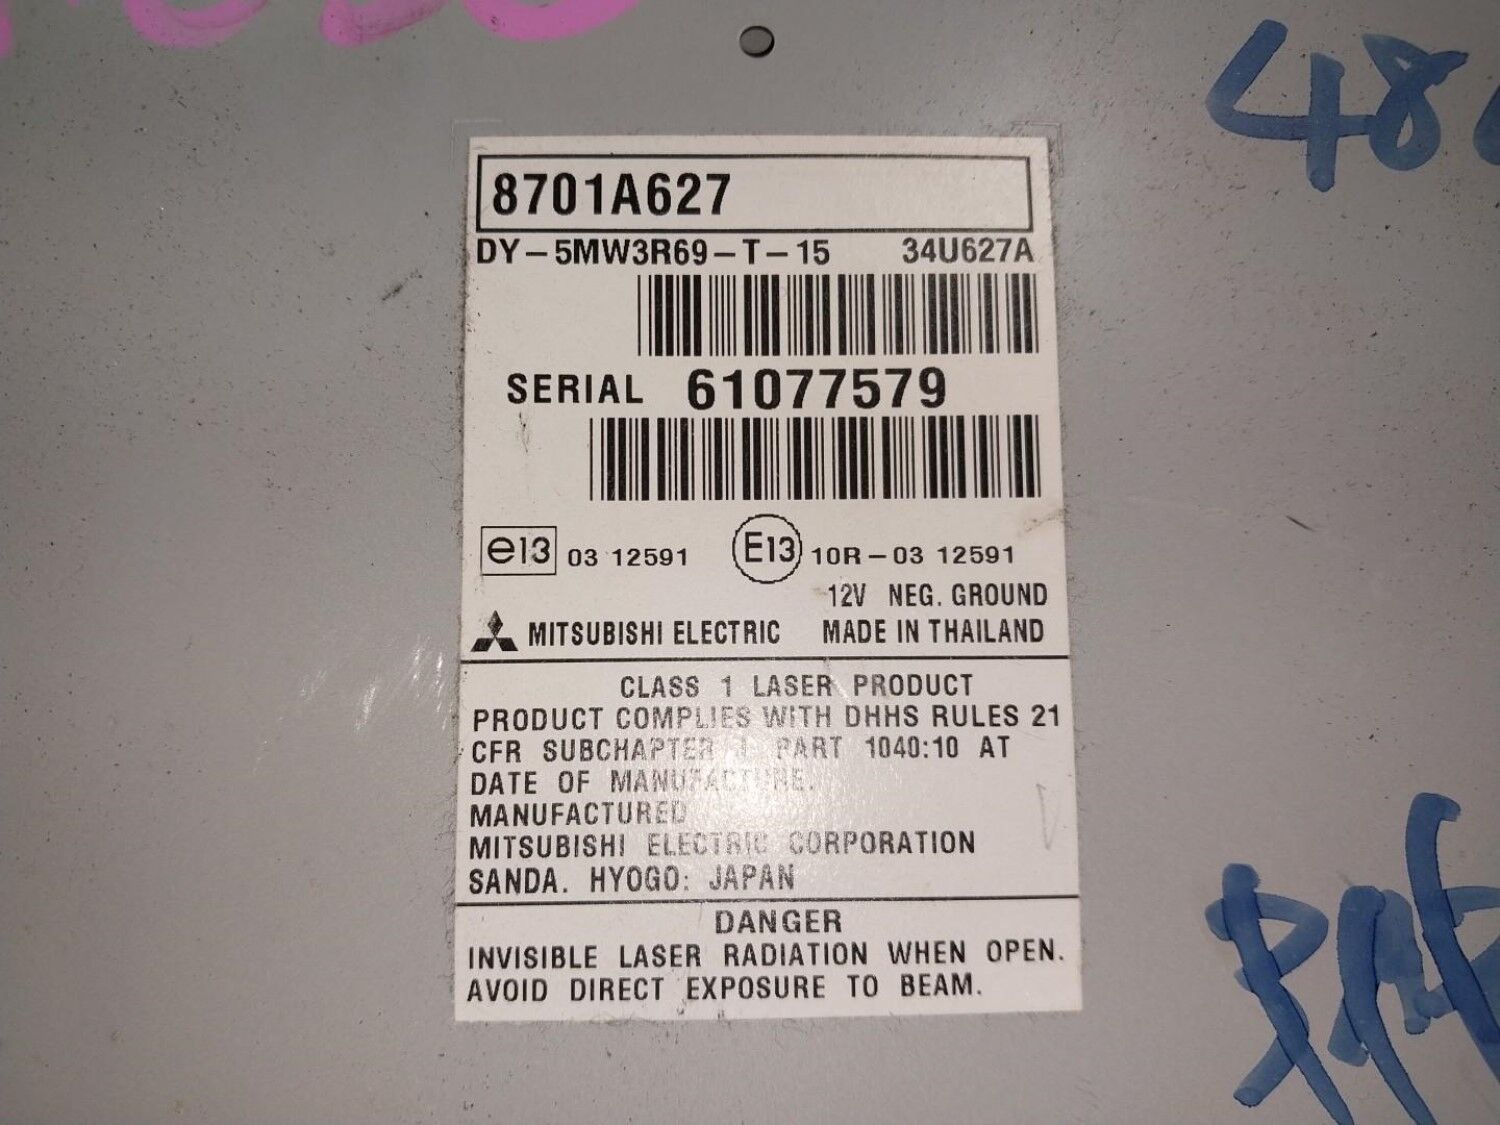 8701A627
DY-5MW3R69-T-15 34U627A
SERIAL 61077579
e13 03 12591 E13 10R-03 12591
12V NEG. GROUND
MITSUBISHI ELECTRIC MADE IN THAILAND
CLASS 1 LASER PRODUCT
PRODUCT COMPLIES WITH DHHS RULES 21
CFR SUBCHAPTER J PART 1040:10 AT
DATE OF MANUFACTURE.
MANUFACTURED
MITSUBISHI ELECTRIC CORPORATION
SANDA. HYOGO: JAPAN
DANGER
INVISIBLE LASER RADIATION WHEN OPEN.
AVOID DIRECT EXPOSURE TO BEAM.
48